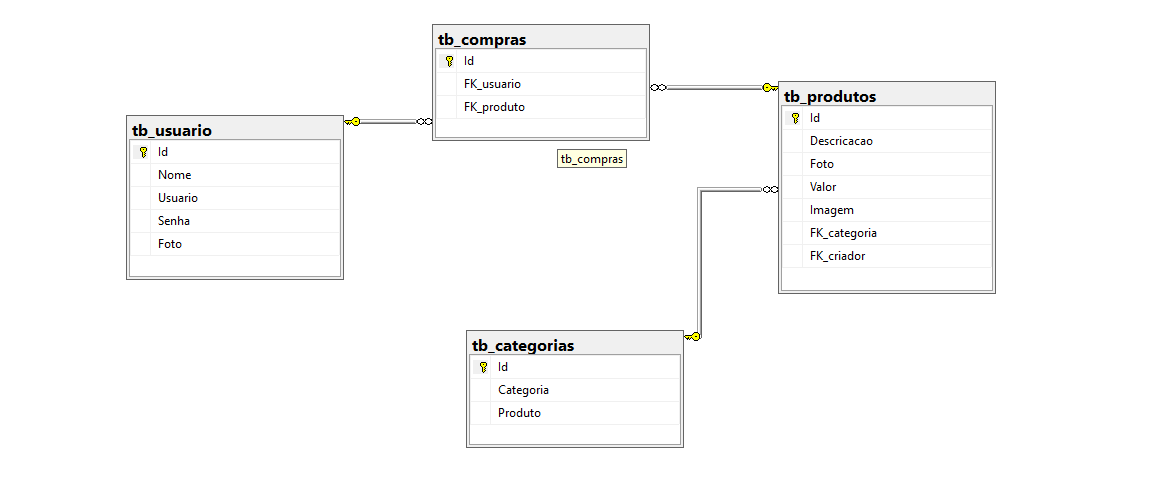 tb_compras
Id
FK_usuario
FK_produto
tb_compras
tb_usuario
Id
Nome
Usuario
Senha
Foto
tb_produtos
Id
Descricacao
Foto
Valor
Imagem
FK_categoria
FK_criador
tb_categorias
Id
Categoria
Produto